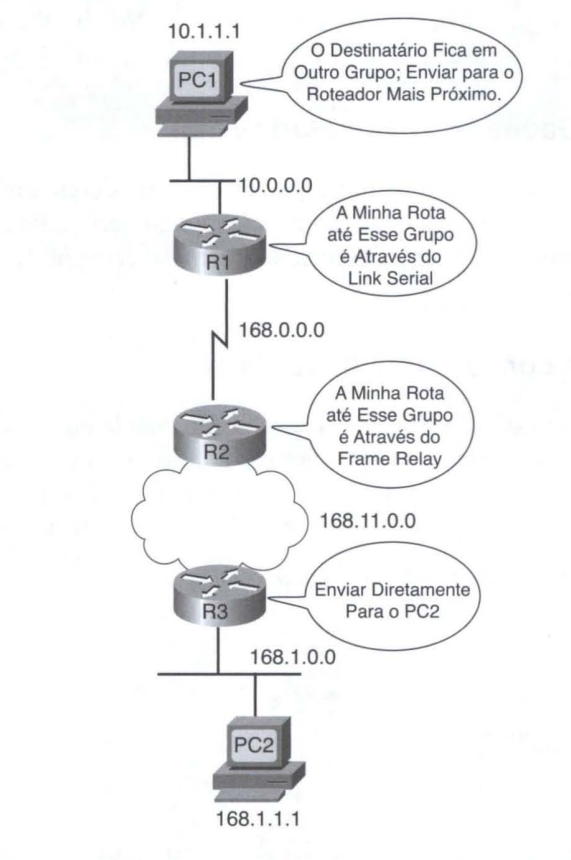 10.1.1.1
PC1
O Destinatário Fica em
Outro Grupo; Enviar para o
Roteador Mais Próximo.
10.0.0.0
R1
A Minha Rota
até Esse Grupo
é Através do
Link Serial
168.0.0.0
R2
A Minha Rota
até Esse Grupo
é Através do
Frame Relay
168.11.0.0
R3
Enviar Diretamente
Para o PC2
168.1.0.0
PC2
168.1.1.1